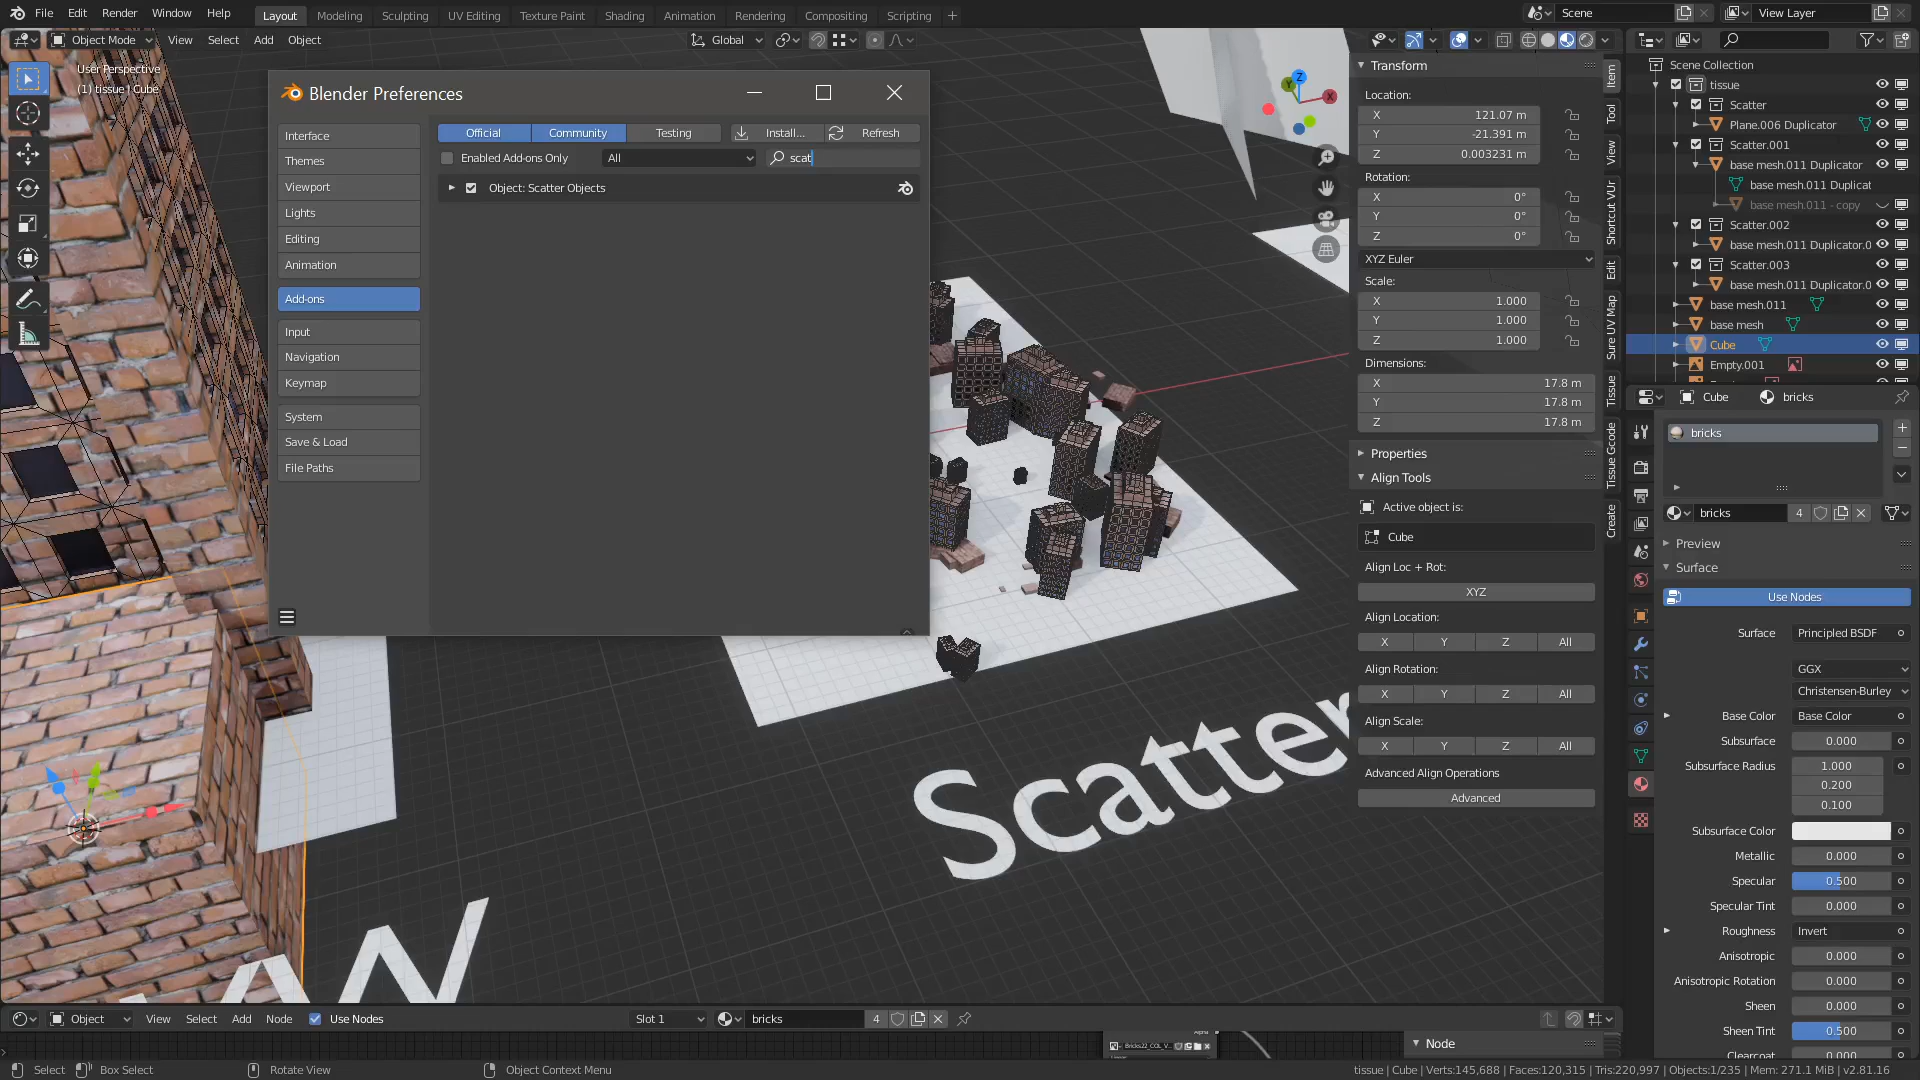 File Edit Render Window Help Layout Modeling Sculpting UV Editing Texture Paint Shading Animation Rendering Compositing Scripting + Scene View Layer
Object Mode View Select Add Object Global
User Perspective
(1) tissue | Cube
Blender Preferences
Interface
Themes
Viewport
Lights
Editing
Animation
Add-ons
Input
Navigation
Keymap
System
Save & Load
File Paths
Official Community Testing Install... Refresh
Enabled Add-ons Only All scat
Object: Scatter Objects
Scatter
Z
Y
X
Transform
Location:
X 121.07 m
Y -21.391 m
Z 0.003231 m
Rotation:
X 0°
Y 0°
Z 0°
XYZ Euler
Scale:
X 1.000
Y 1.000
Z 1.000
Dimensions:
X 17.8 m
Y 17.8 m
Z 17.8 m
Properties
Align Tools
Active object is:
Cube
Align Loc + Rot:
XYZ
Align Location:
X Y Z All
Align Rotation:
X Y Z All
Align Scale:
X Y Z All
Advanced Align Operations
Advanced
Item
Tool
View
Shortcut VUr
Edit
Sure UV Map
Tissue
Tissue Gcode
Create
Scene Collection
tissue
Scatter
Plane.006 Duplicator
Scatter.001
base mesh.011 Duplicator
base mesh.011 Duplicat
base mesh.011 - copy
Scatter.002
base mesh.011 Duplicator.0
Scatter.003
base mesh.011 Duplicator.0
base mesh.011
base mesh
Cube
Empty.001
Cube bricks
bricks
bricks 4
Preview
Surface
Use Nodes
Surface Principled BSDF
GGX
Christensen-Burley
Base Color Base Color
Subsurface 0.000
Subsurface Radius 1.000
0.200
0.100
Subsurface Color
Metallic 0.000
Specular 0.500
Specular Tint 0.000
Roughness Invert
Anisotropic 0.000
Anisotropic Rotation 0.000
Sheen 0.000
Sheen Tint 0.500
Clearcoat 0.000
Object View Select Add Node Use Nodes Slot 1 bricks 4
Node
Select Box Select Rotate View Object Context Menu tissue | Cube | Verts:145,688 | Faces:120,315 | Tris:220,997 | Objects:1/235 | Mem: 271.1 MiB | v2.81.16